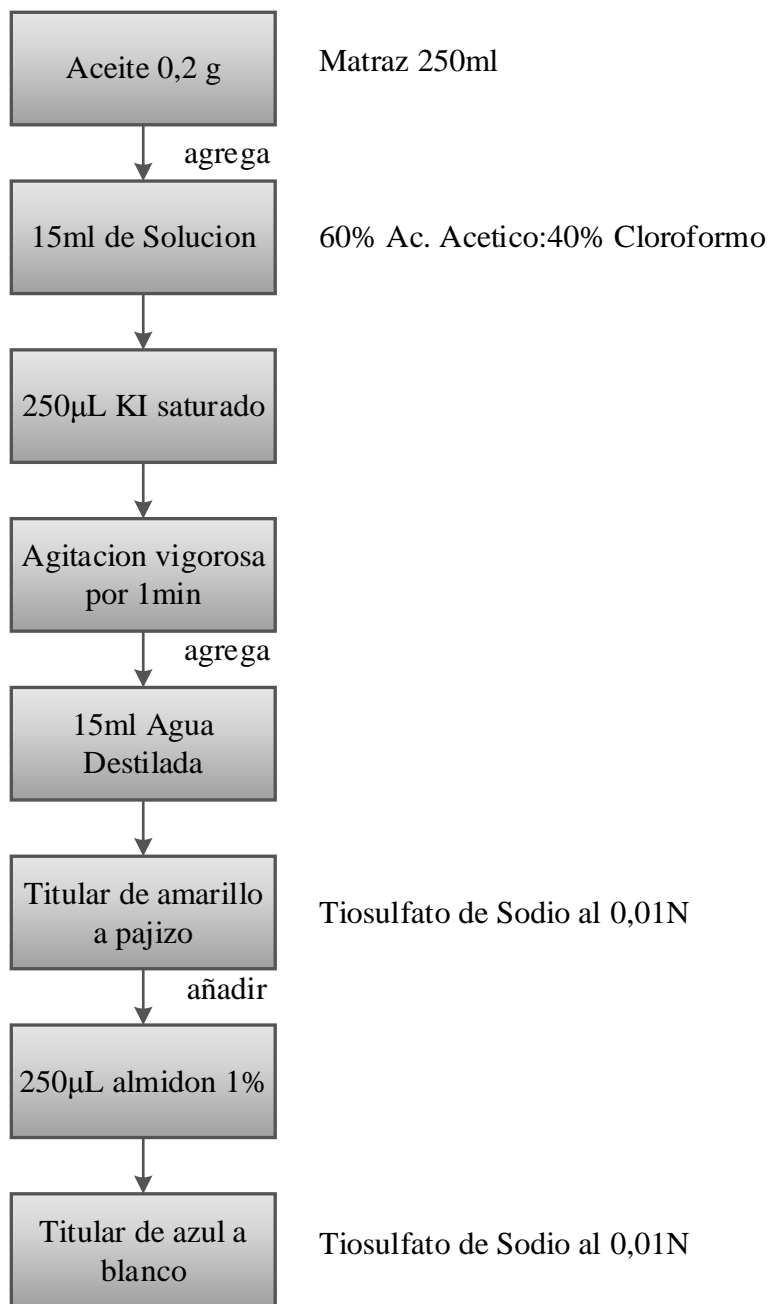 Aceite 0,2 g
Matraz 250ml
agrega
15ml de Solucion
60% Ac. Acetico:40% Cloroformo
250μL KI saturado
Agitacion vigorosa
por 1min
agrega
15ml Agua
Destilada
Titular de amarillo
a pajizo
Tiosulfato de Sodio al 0,01N
añadir
250μL almidon 1%
Titular de azul a
blanco
Tiosulfato de Sodio al 0,01N